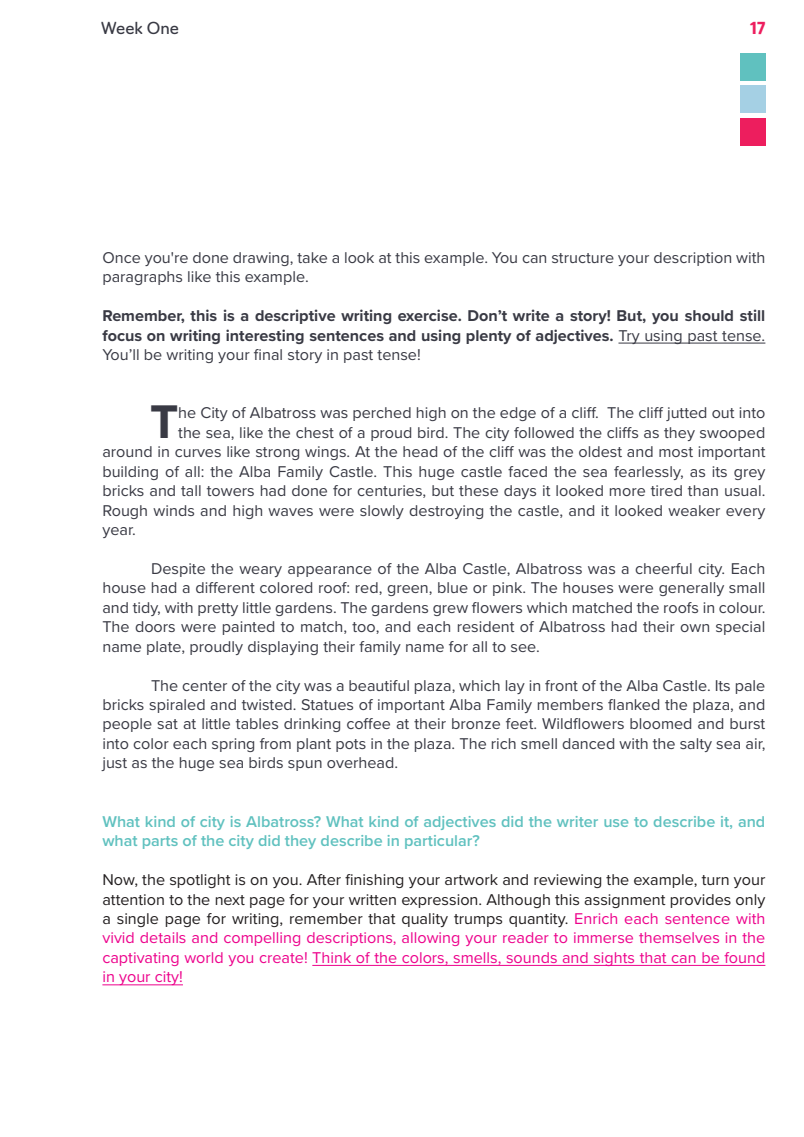 Week One
17
Once you're done drawing, take a look at this example. You can structure your description with
paragraphs like this example.
Remember, this is a descriptive writing exercise. Don’t write a story! But, you should still
focus on writing interesting sentences and using plenty of adjectives. Try using past tense.
You’ll be writing your final story in past tense!
The City of Albatross was perched high on the edge of a cliff.  The cliff jutted out into
the sea, like the chest of a proud bird. The city followed the cliffs as they swooped
around in curves like strong wings. At the head of the cliff was the oldest and most important
building of all: the Alba Family Castle. This huge castle faced the sea fearlessly, as its grey
bricks and tall towers had done for centuries, but these days it looked more tired than usual.
Rough winds and high waves were slowly destroying the castle, and it looked weaker every
year.
Despite the weary appearance of the Alba Castle, Albatross was a cheerful city. Each
house had a different colored roof: red, green, blue or pink. The houses were generally small
and tidy, with pretty little gardens. The gardens grew flowers which matched the roofs in colour.
The doors were painted to match, too, and each resident of Albatross had their own special
name plate, proudly displaying their family name for all to see.
The center of the city was a beautiful plaza, which lay in front of the Alba Castle. Its pale
bricks spiraled and twisted. Statues of important Alba Family members flanked the plaza, and
people sat at little tables drinking coffee at their bronze feet. Wildflowers bloomed and burst
into color each spring from plant pots in the plaza. The rich smell danced with the salty sea air,
just as the huge sea birds spun overhead.
What kind of city is Albatross? What kind of adjectives did the writer use to describe it, and
what parts of the city did they describe in particular?
Now, the spotlight is on you. After finishing your artwork and reviewing the example, turn your
attention to the next page for your written expression. Although this assignment provides only
a single page for writing, remember that quality trumps quantity. Enrich each sentence with
vivid details and compelling descriptions, allowing your reader to immerse themselves in the
captivating world you create! Think of the colors, smells, sounds and sights that can be found
in your city!